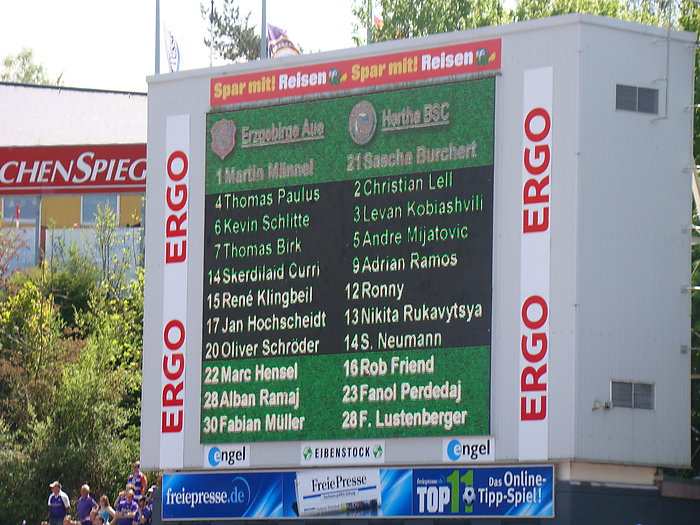 Spar mit! Reisen Spar mit! Reisen
CHENSPIEG
Erzgebirge Aue
Hertha BSC
1 Martin Männel
21 Sascha Burchert
4 Thomas Paulus
2 Christian Lell
6 Kevin Schlitte
3 Levan Kobiashvili
7 Thomas Birk
5 Andre Mijatovic
14 Skerdilaid Curri
9 Adrian Ramos
15 René Klingbeil
12 Ronny
17 Jan Hochscheidt
13 Nikita Rukavytsya
20 Oliver Schröder
14 S. Neumann
22 Marc Hensel
16 Rob Friend
28 Alban Ramaj
23 Fanol Perdedaj
30 Fabian Müller
28 F. Lustenberger
ERGO
ERGO
ERGO
ERGO
engel
EIBENSTOCK
engel
freiepresse.de
FreiePresse
freiepresse.de
TOP 11
Das Online-
Tipp-Spiel!